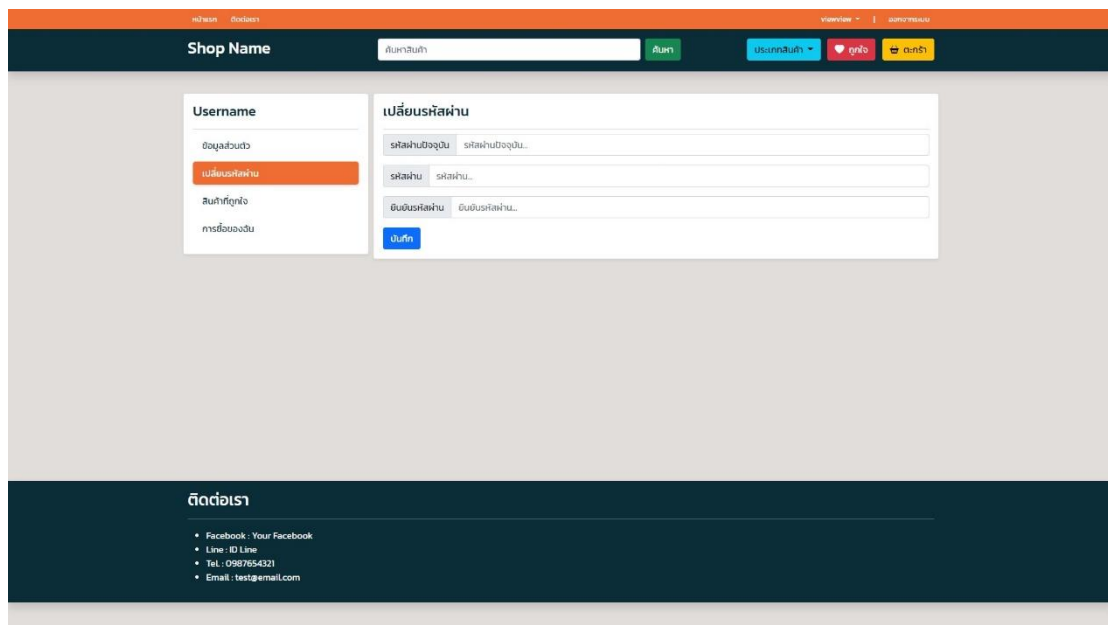 หน้าแรก ติดต่อเรา viewview | ออกจากระบบ
Shop Name ค้นหาสินค้า ค้นหา ประเภทสินค้า ถูกใจ ตะกร้า
Username
ข้อมูลส่วนตัว
เปลี่ยนรหัสผ่าน
สินค้าที่ถูกใจ
การซื้อของฉัน
เปลี่ยนรหัสผ่าน
รหัสผ่านปัจจุบัน รหัสผ่านปัจจุบัน...
รหัสผ่าน รหัสผ่าน...
ยืนยันรหัสผ่าน ยืนยันรหัสผ่าน...
บันทึก
ติดต่อเรา
• Facebook : Your Facebook
• Line : ID Line
• Tel. : 0987654321
• Email : test@email.com